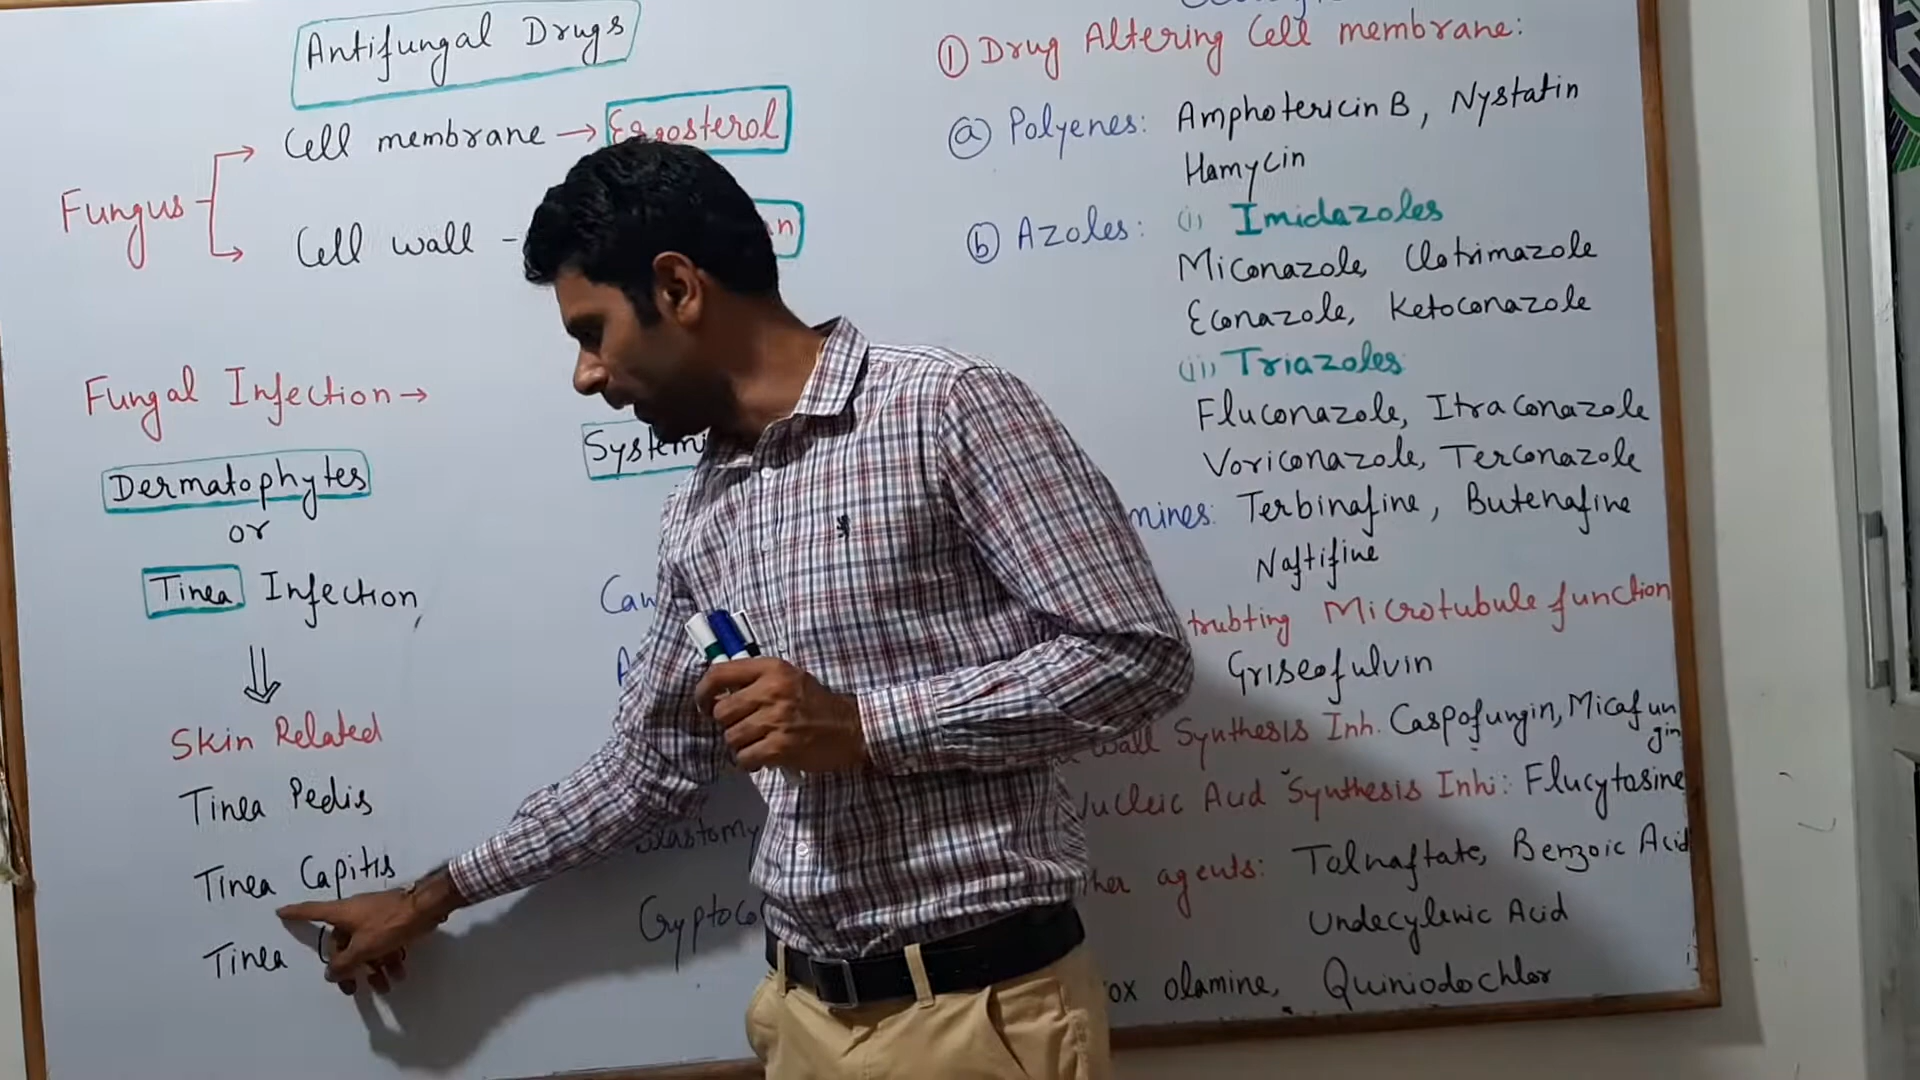 Antifungal Drugs
Fungus
Cell membrane → Ergosterol
Cell wall -
Fungal Infection →
Dermatophytes
or
Tinea Infection,
Skin Related
Tinea Pedis
Tinea Capitis
Tinea
① Drug Altering Cell membrane:
ⓐ Polyenes: Amphotericin B, Nystatin
Hamycin
ⓑ Azoles: (i) Imidazoles
Miconazole, Clotrimazole
Econazole, Ketoconazole
(ii) Triazoles
Fluconazole, Itraconazole
Voriconazole, Terconazole
mines: Terbinafine, Butenafine
Naftifine
trubting Microtubule function
Griseofulvin
wall Synthesis Inh. Caspofungin, Micafungin
Nucleic Acid Synthesis Inhi: Flucytosine
agents: Tolnaftate, Benzoic Acid
Undecylenic Acid
ox olamine, Quiniodochlor